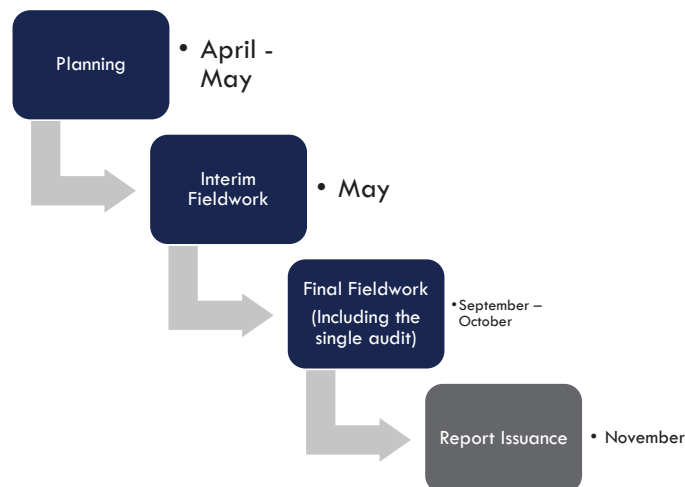 Planning
• April -
May
Interim
Fieldwork
• May
Final Fieldwork
(Including the
single audit)
•September –
October
Report Issuance
• November